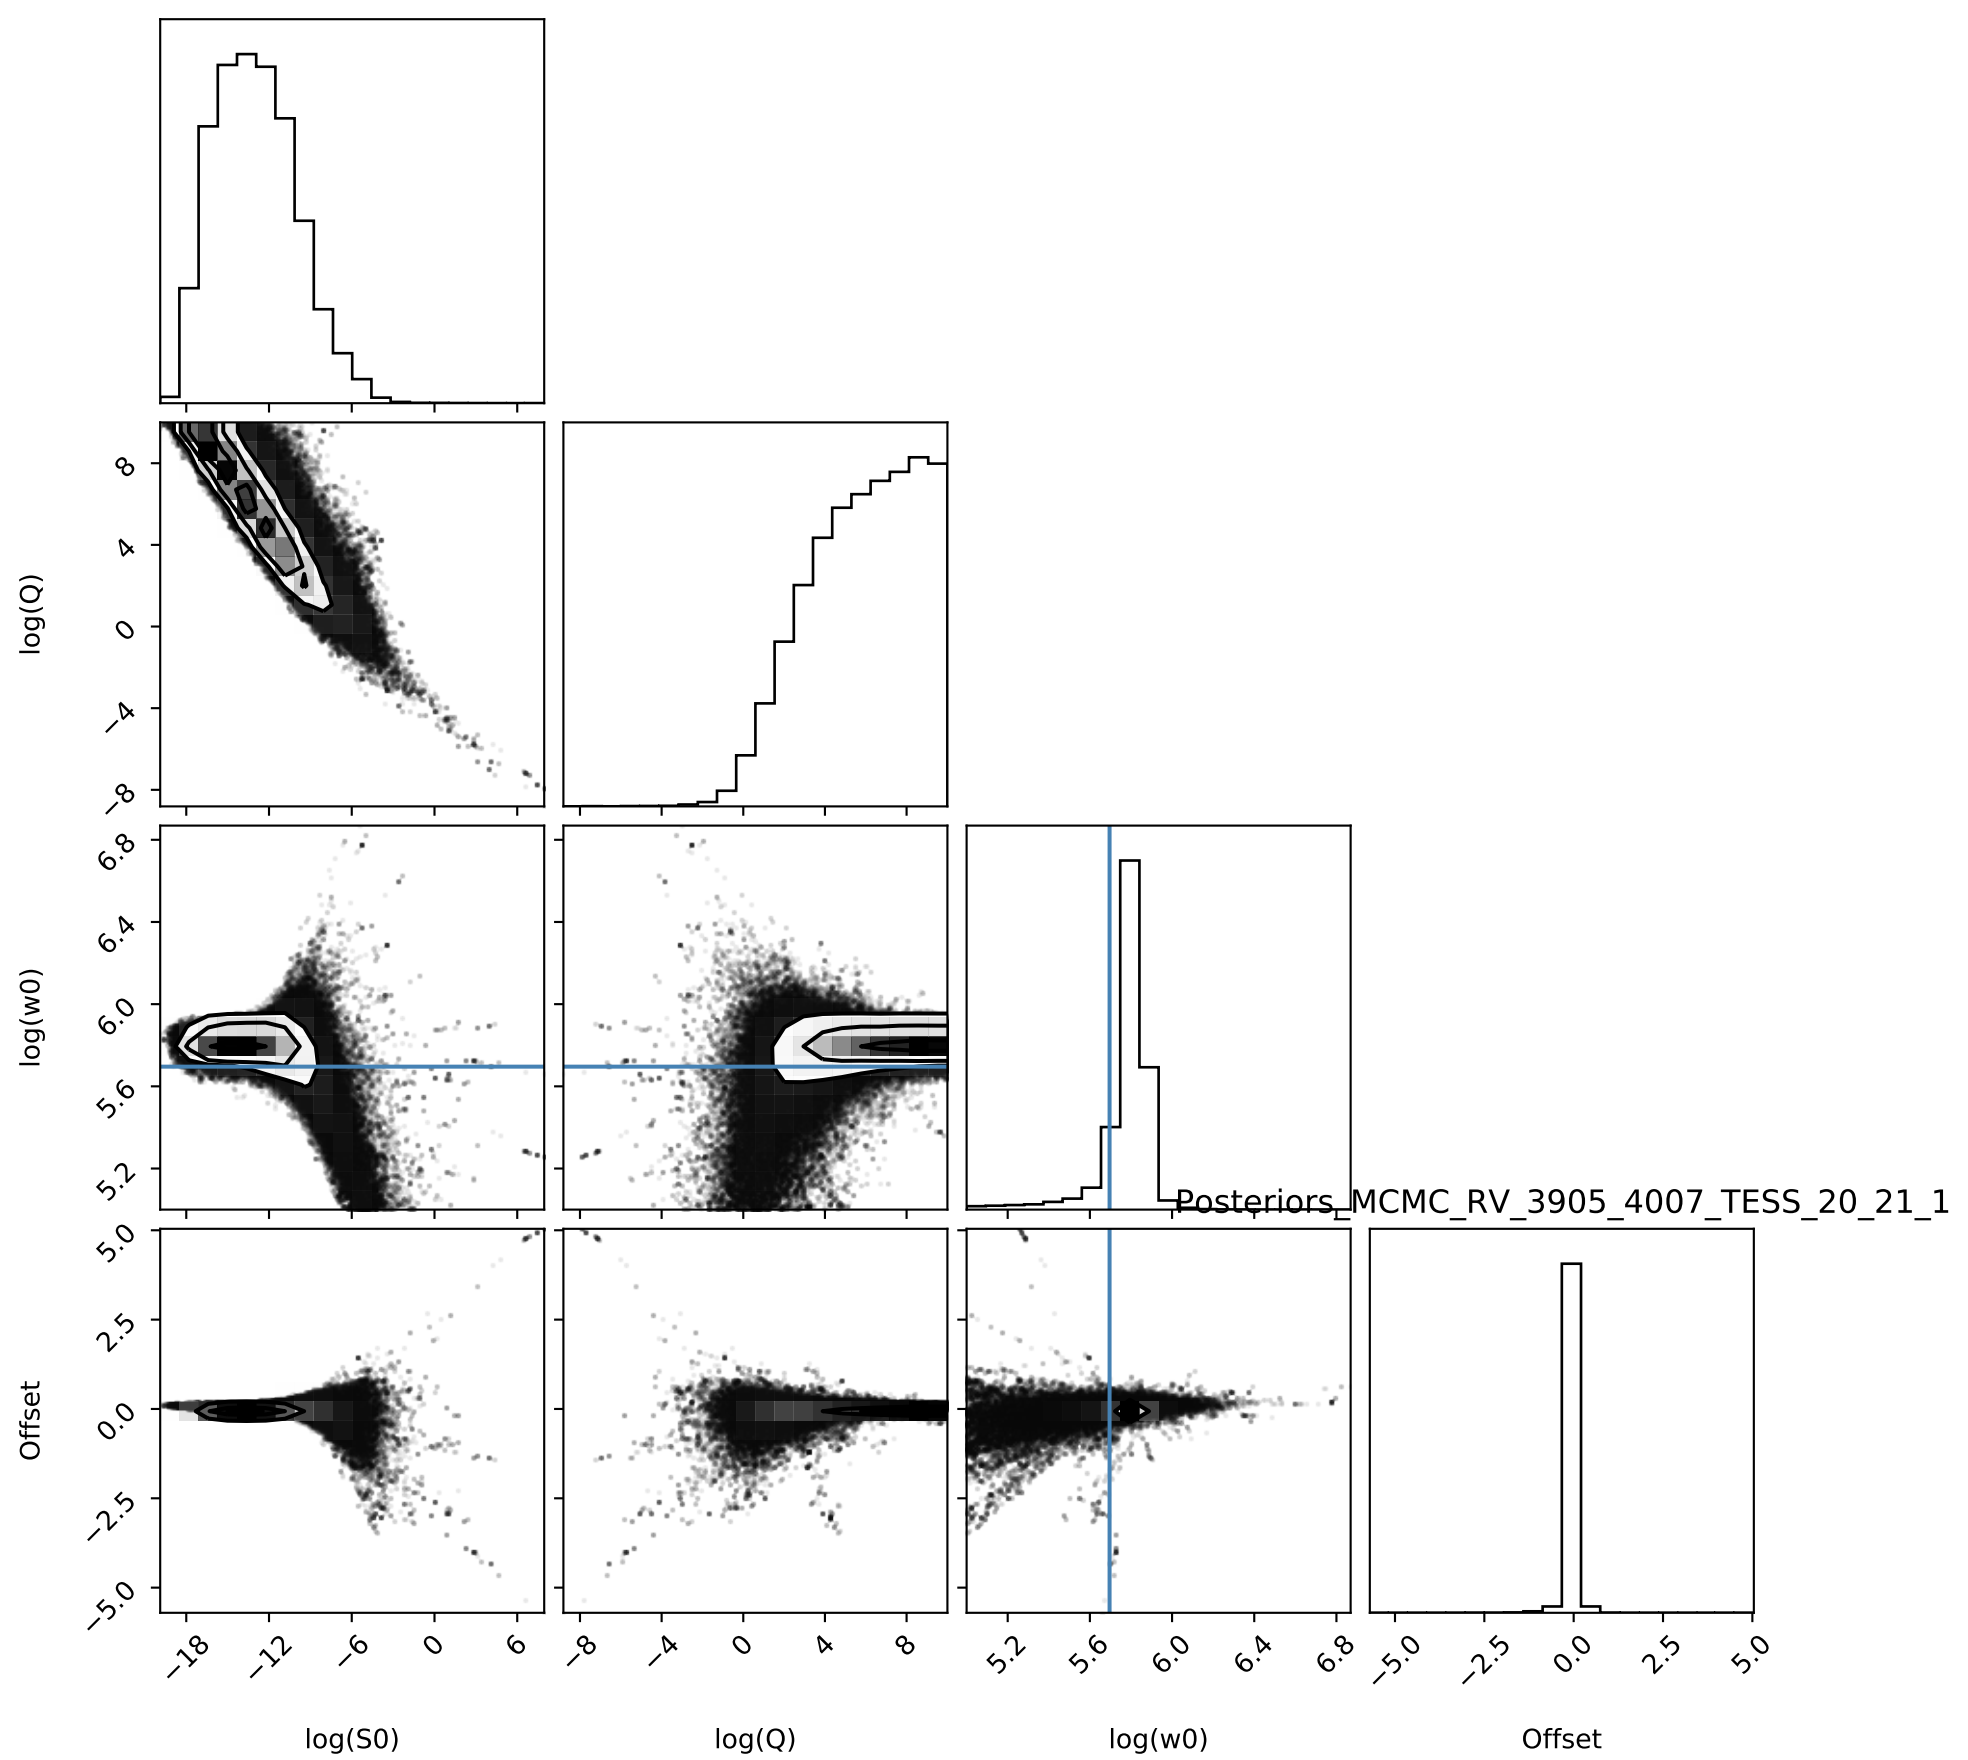 log(Q)
8
4
0
−4
−8
log(w0)
6.8
6.4
6.0
5.6
5.2
Posteriors_MCMC_RV_3905_4007_TESS_20_21_1
Offset
5.0
2.5
0.0
−2.5
−5.0
−18 −12 −6 0 6
−8 −4 0 4 8
5.2 5.6 6.0 6.4 6.8
−5.0 −2.5 0.0 2.5 5.0
log(S0) log(Q) log(w0) Offset